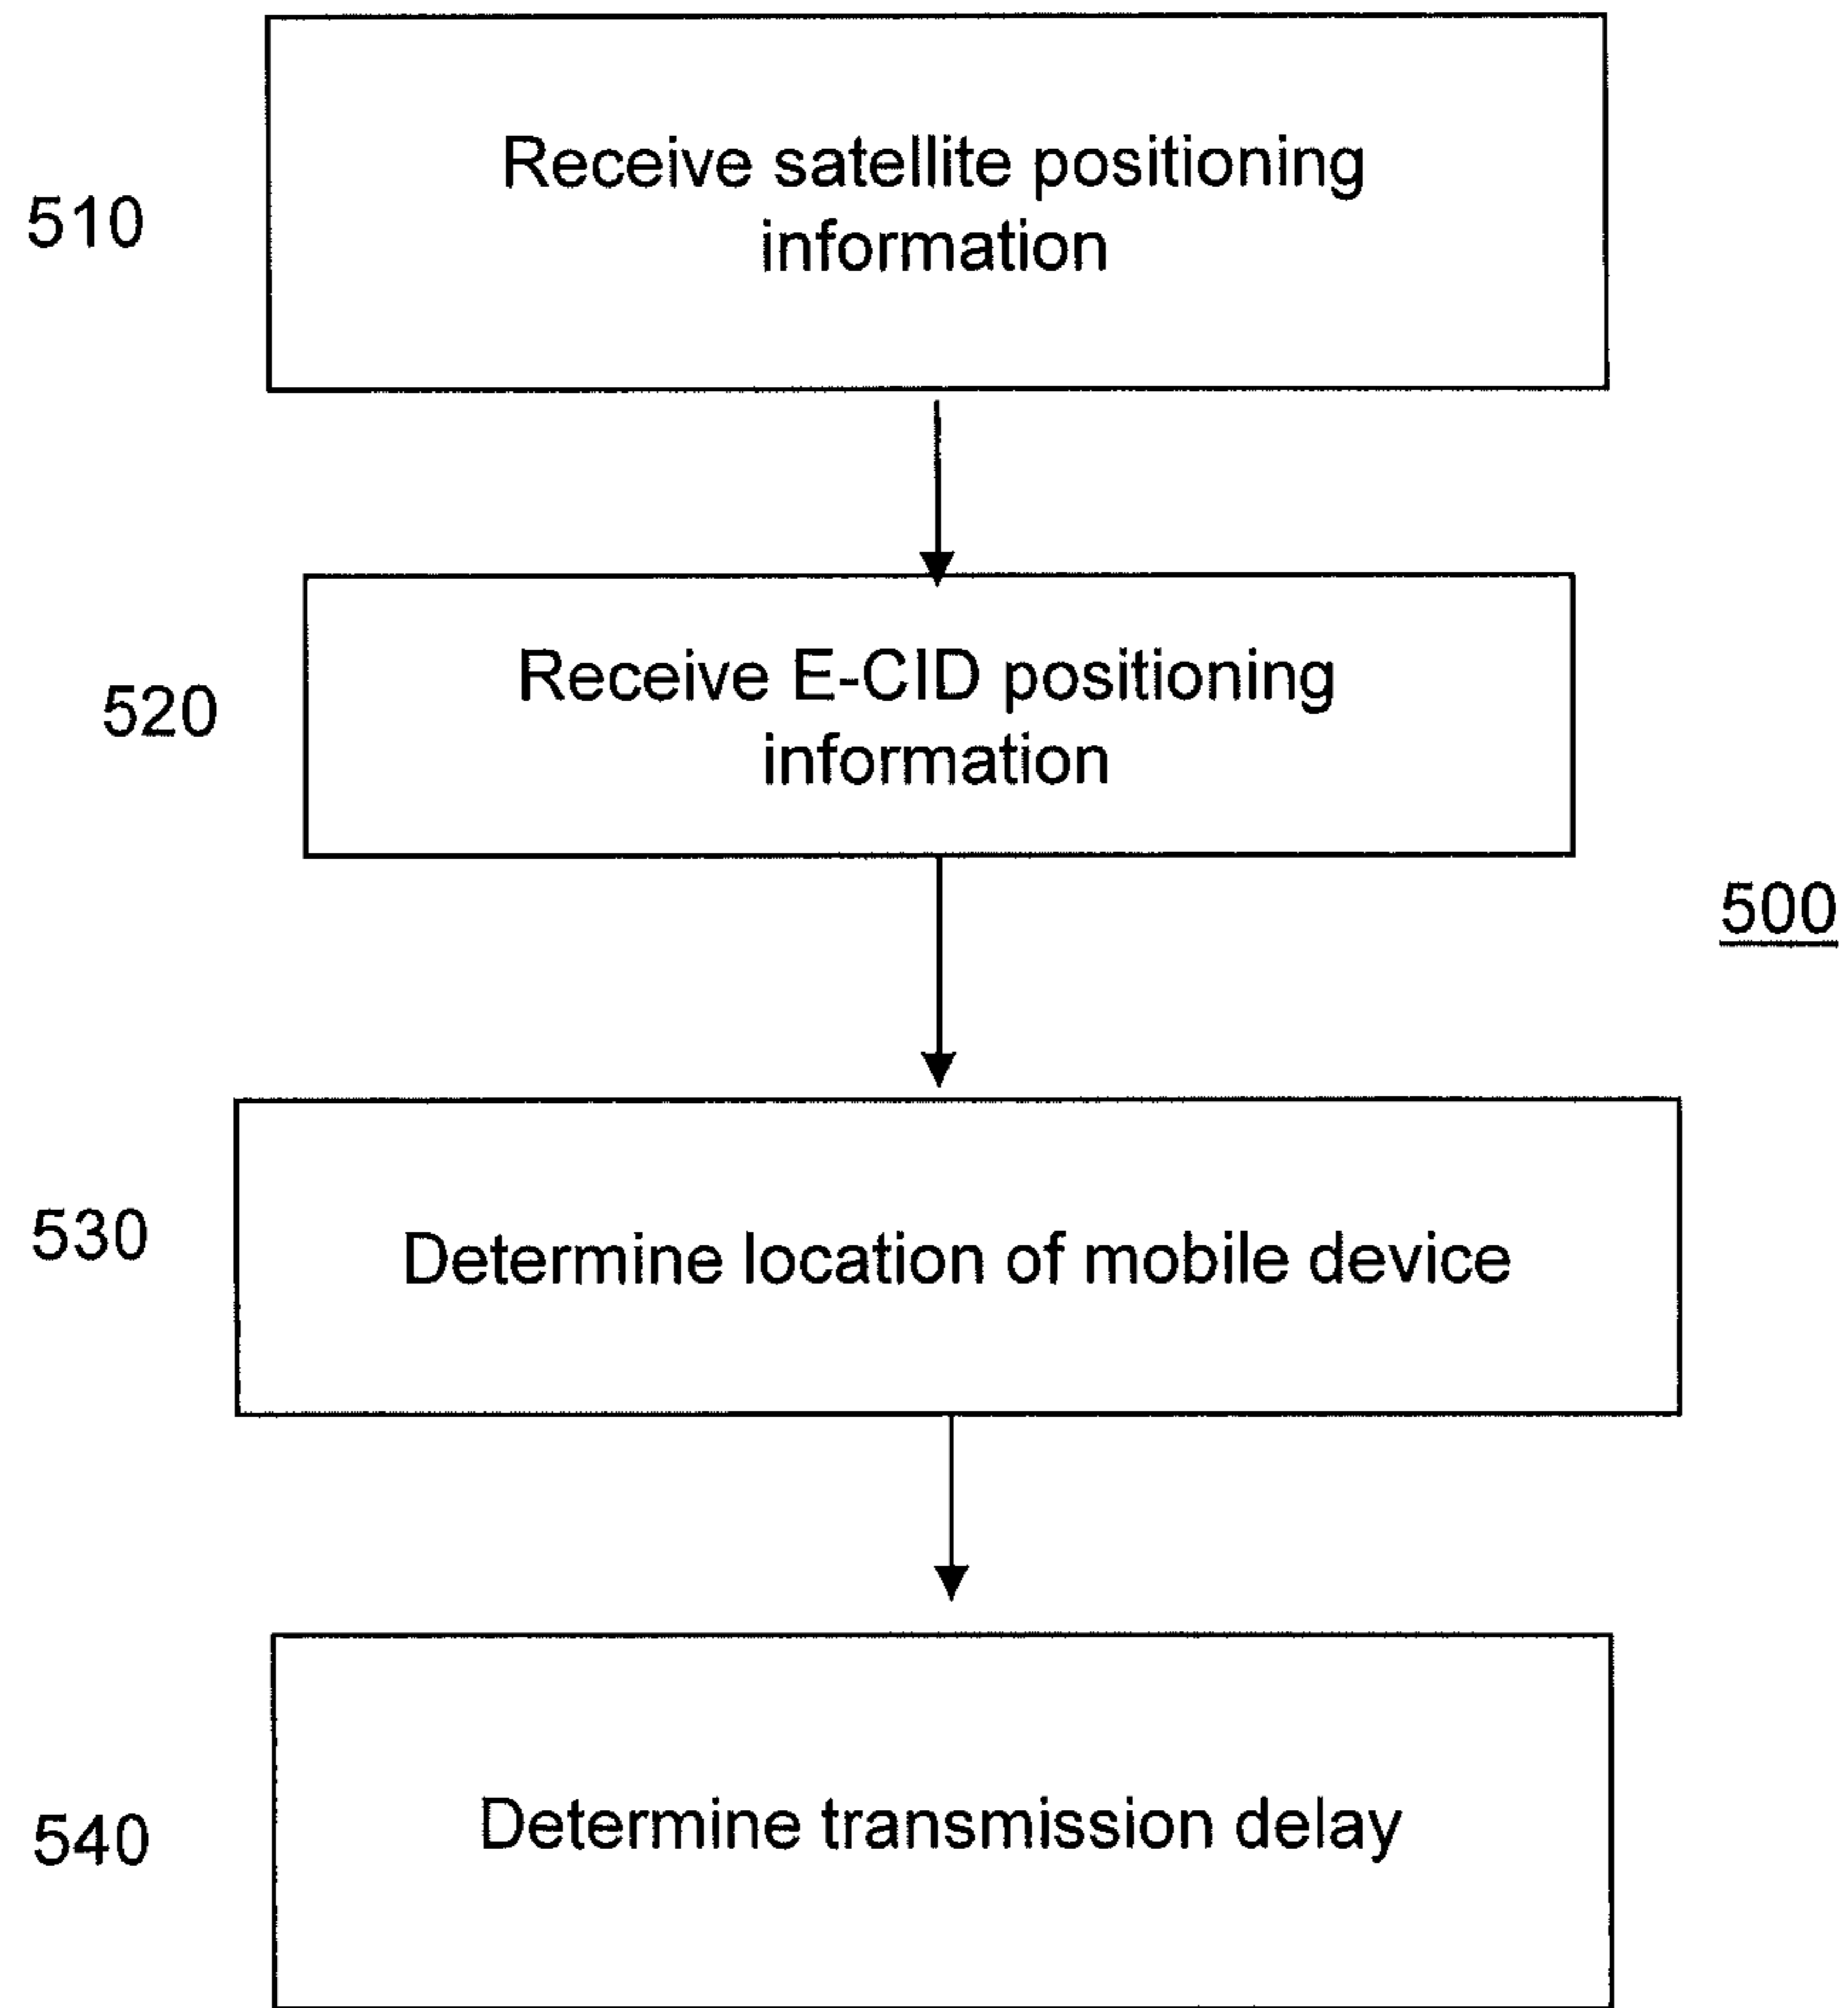 510
Receive satellite positioning
information
520
Receive E-CID positioning
information
500
530
Determine location of mobile device
540
Determine transmission delay